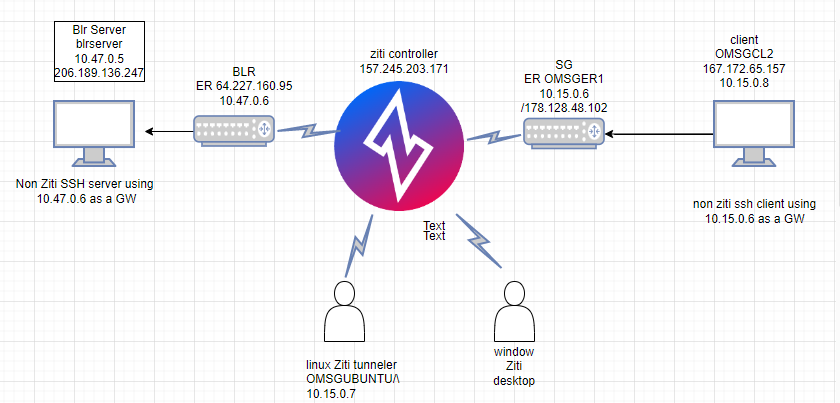 Blr Server
blrserver
10.47.0.5
206.189.136.247
BLR
ER 64.227.160.95
10.47.0.6
ziti controller
157.245.203.171
SG
ER OMSGER1
10.15.0.6
/178.128.48.102
client
OMSGCL2
167.172.65.157
10.15.0.8
Non Ziti SSH server using
10.47.0.6 as a GW
non ziti ssh client using
10.15.0.6 as a GW
Text
Text
linux Ziti tunneler
OMSGUBUNTU/\
10.15.0.7
window
Ziti
desktop